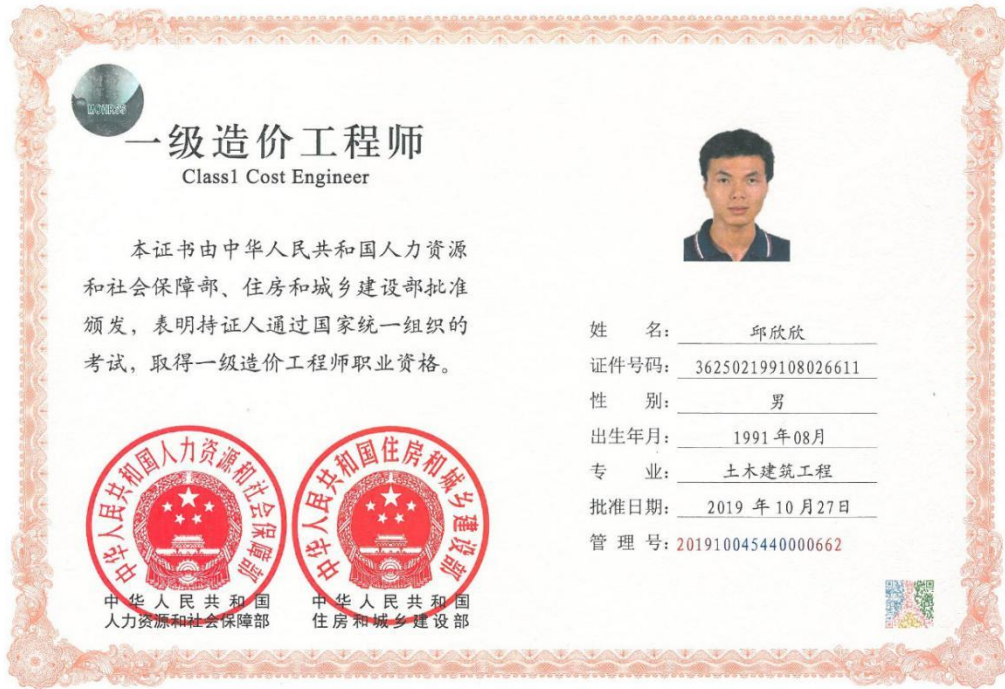 MOHRSS
一级造价工程师
Class1 Cost Engineer
本证书由中华人民共和国人力资源
和社会保障部、住房和城乡建设部批准
颁发，表明持证人通过国家统一组织的
考试，取得一级造价工程师职业资格。
中华人民共和国人力资源和社会保障部
中华人民共和国住房和城乡建设部
中华人民共和国
人力资源和社会保障部
中华人民共和国
住房和城乡建设部
姓 名： 邱欣欣
证件号码： 362502199108026611
性 别： 男
出生年月： 1991年08月
专 业： 土木建筑工程
批准日期： 2019 年 10 月27日
管 理 号：201910045440000662